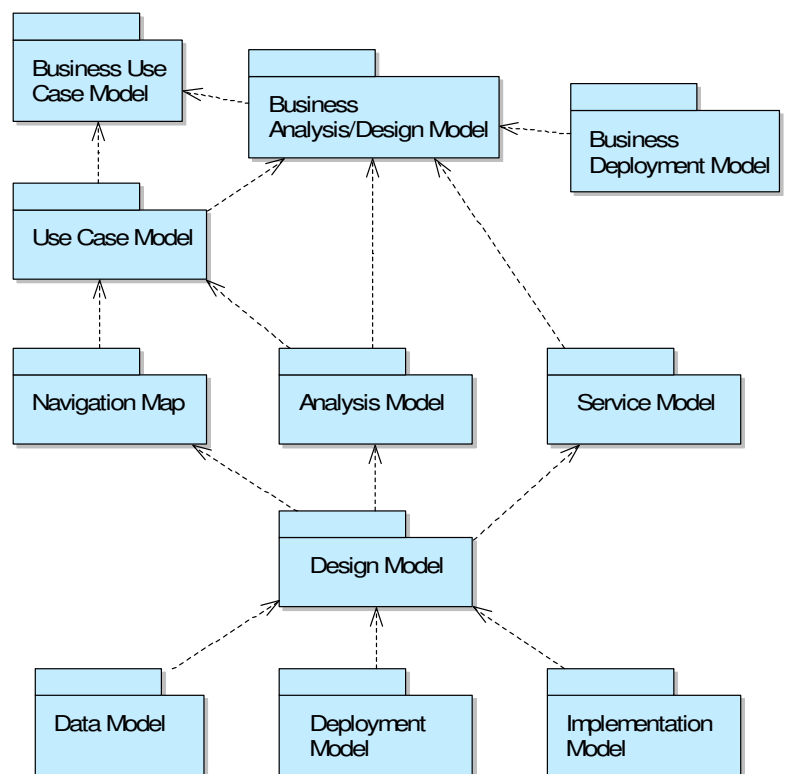 Business Use
Case Model
Business
Analysis/Design Model
Business
Deployment Model
Use Case Model
Navigation Map
Analysis Model
Service Model
Design Model
Data Model
Deployment
Model
Implementation
Model